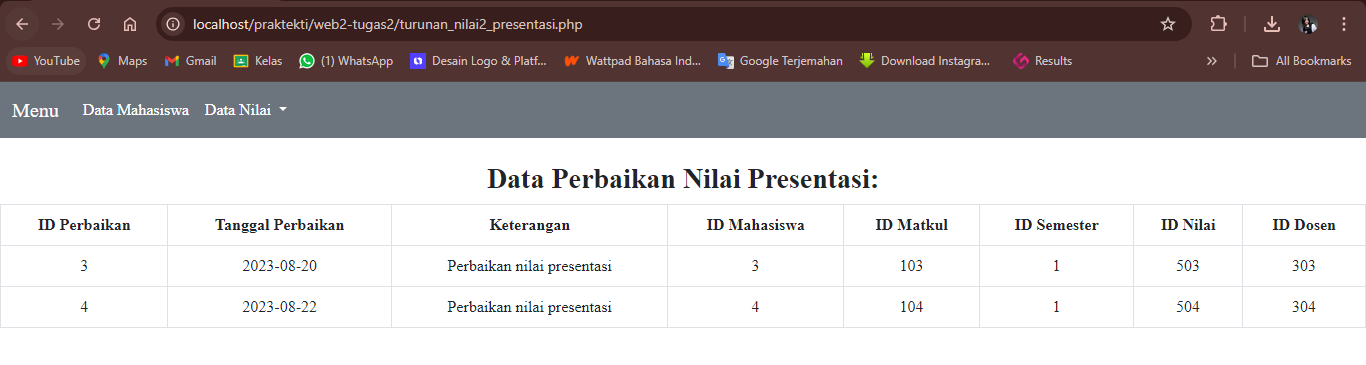 localhost/praktekti/web2-tugas2/turunan_nilai2_presentasi.php
YouTube Maps Gmail Kelas (1) WhatsApp Desain Logo & Platf... Wattpad Bahasa Ind... Google Terjemahan Download Instagra... Results » All Bookmarks
Menu Data Mahasiswa Data Nilai
Data Perbaikan Nilai Presentasi:
ID Perbaikan Tanggal Perbaikan Keterangan ID Mahasiswa ID Matkul ID Semester ID Nilai ID Dosen
3 2023-08-20 Perbaikan nilai presentasi 3 103 1 503 303
4 2023-08-22 Perbaikan nilai presentasi 4 104 1 504 304